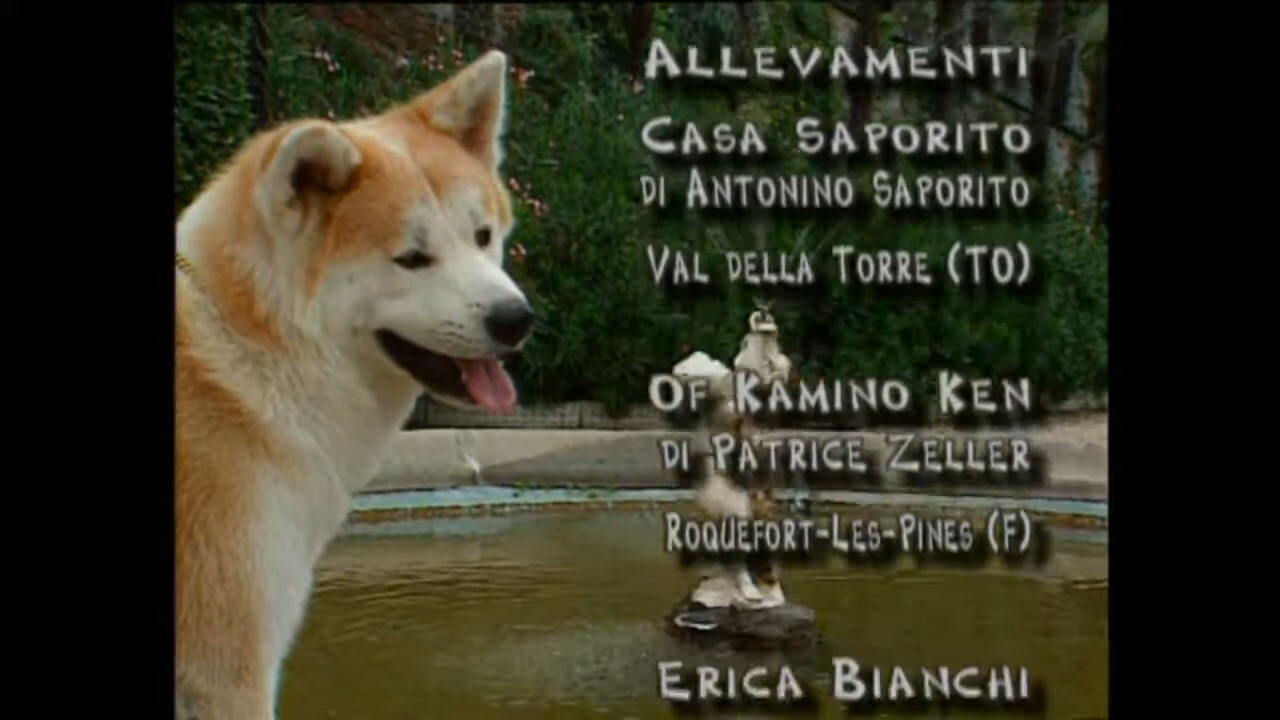 ALLEVAMENTI
CASA SAPORITO
DI ANTONINO SAPORITO
VAL DELLA TORRE (TO)
OF KAMINO KEN
DI PATRICE ZELLER
ROQUEFORT-LES-PINES (F)
ERICA BIANCHI